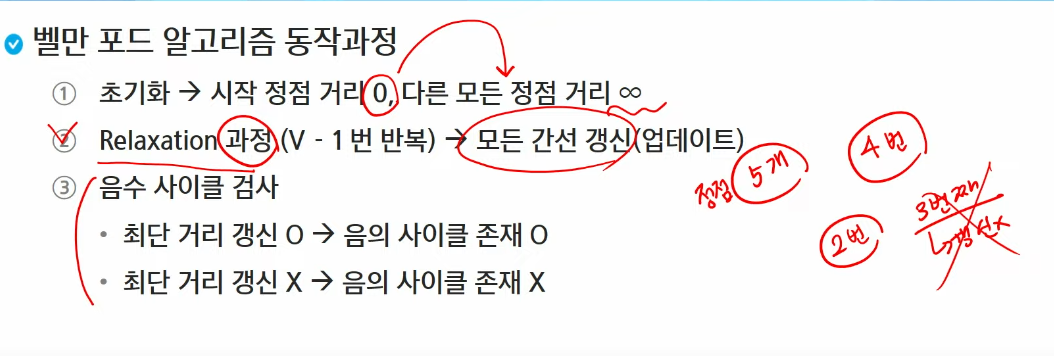 벨만 포드 알고리즘 동작과정
① 초기화 → 시작 정점 거리 0, 다른 모든 정점 거리 ∞
② Relaxation 과정 (V - 1 번 반복) → 모든 간선 갱신(업데이트)
③ 음수 사이클 검사
• 최단 거리 갱신 O → 음의 사이클 존재 O
• 최단 거리 갱신 X → 음의 사이클 존재 X
정점 5개
4번
2번
3번째
↳갱신x